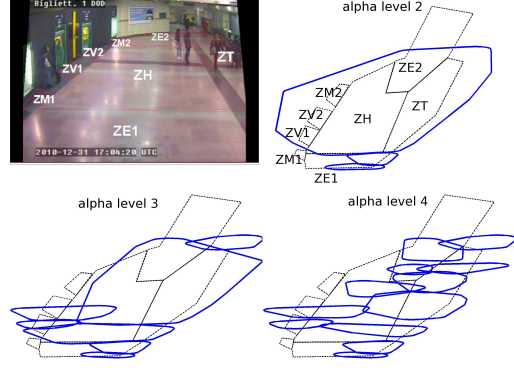 Bigliett. 1 DOD
ZM2
ZE2
ZV2
ZT
ZV1
ZH
ZM1
ZE1
2010-12-31 17:04:20 UTC
alpha level 2
ZE2
ZM2
ZT
ZV2
ZH
ZV1
ZM1
ZE1
alpha level 3
alpha level 4